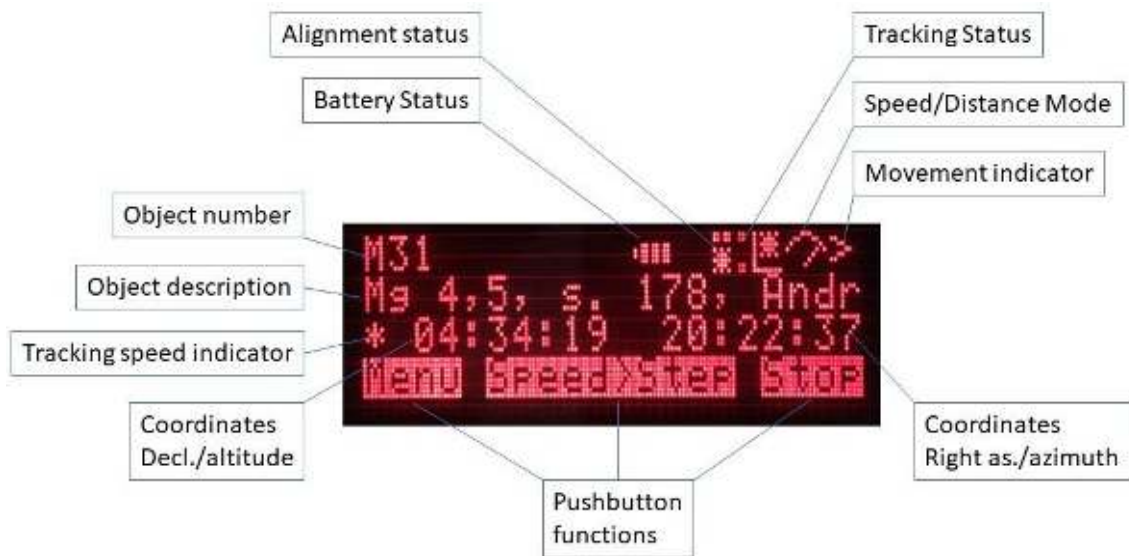 Alignment status
Tracking Status
Battery Status
Speed/Distance Mode
Movement indicator
Object number
M31
Object description
Mg 4,5, s. 178, Andr
Tracking speed indicator
* 04:34:19 20:22:37
Menu Speed>Step Stop
Coordinates
Decl./altitude
Coordinates
Right as./azimuth
Pushbutton
functions